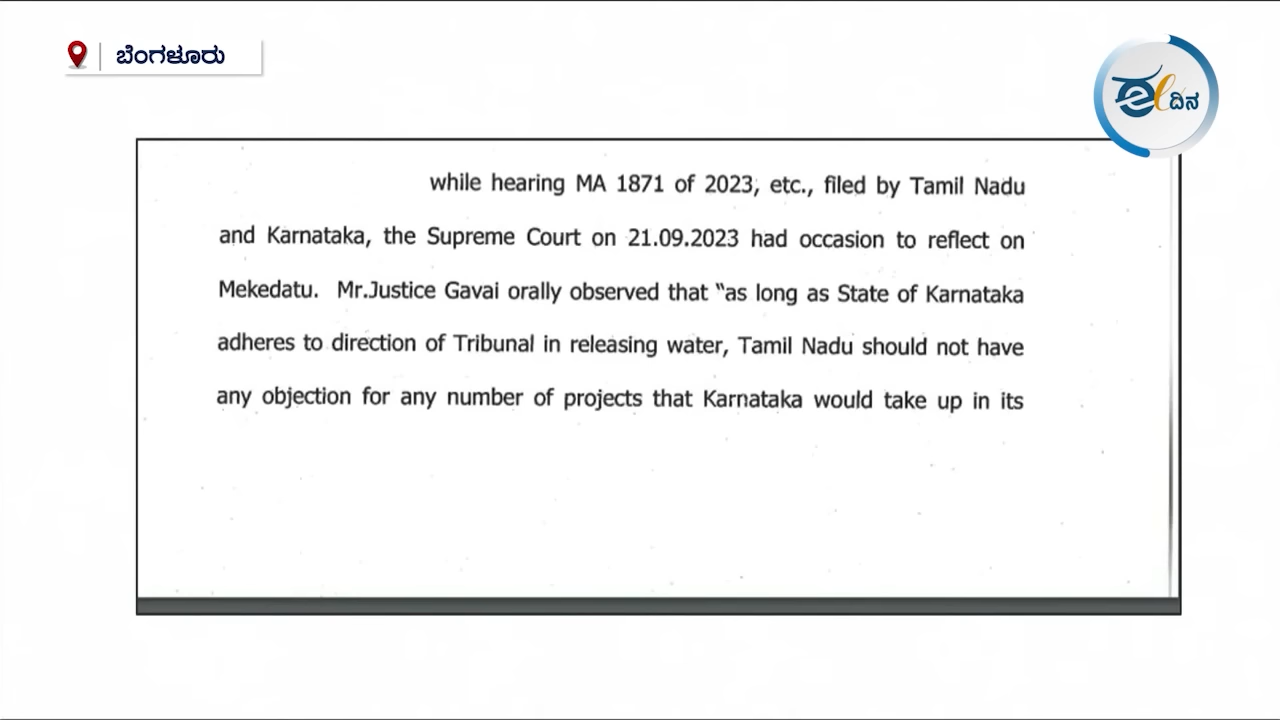 ಬೆಂಗಳೂರು
ಈ ದಿನ
while hearing MA 1871 of 2023, etc., filed by Tamil Nadu
and Karnataka, the Supreme Court on 21.09.2023 had occasion to reflect on
Mekedatu. Mr.Justice Gavai orally observed that "as long as State of Karnataka
adheres to direction of Tribunal in releasing water, Tamil Nadu should not have
any objection for any number of projects that Karnataka would take up in its